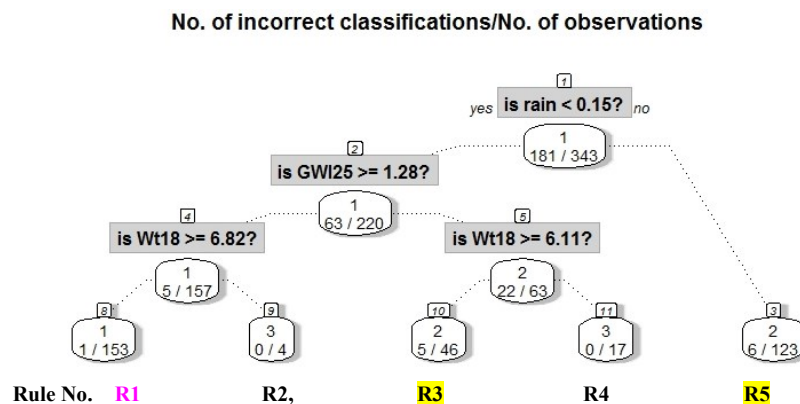 No. of incorrect classifications/No. of observations
1
yes is rain < 0.15? no
1
181 / 343
2
is GWI25 >= 1.28?
1
63 / 220
4
is Wt18 >= 6.82?
5
is Wt18 >= 6.11?
1
5 / 157
2
22 / 63
8
1
1 / 153
9
3
0 / 4
10
2
5 / 46
11
3
0 / 17
3
2
6 / 123
Rule No. R1 R2, R3 R4 R5